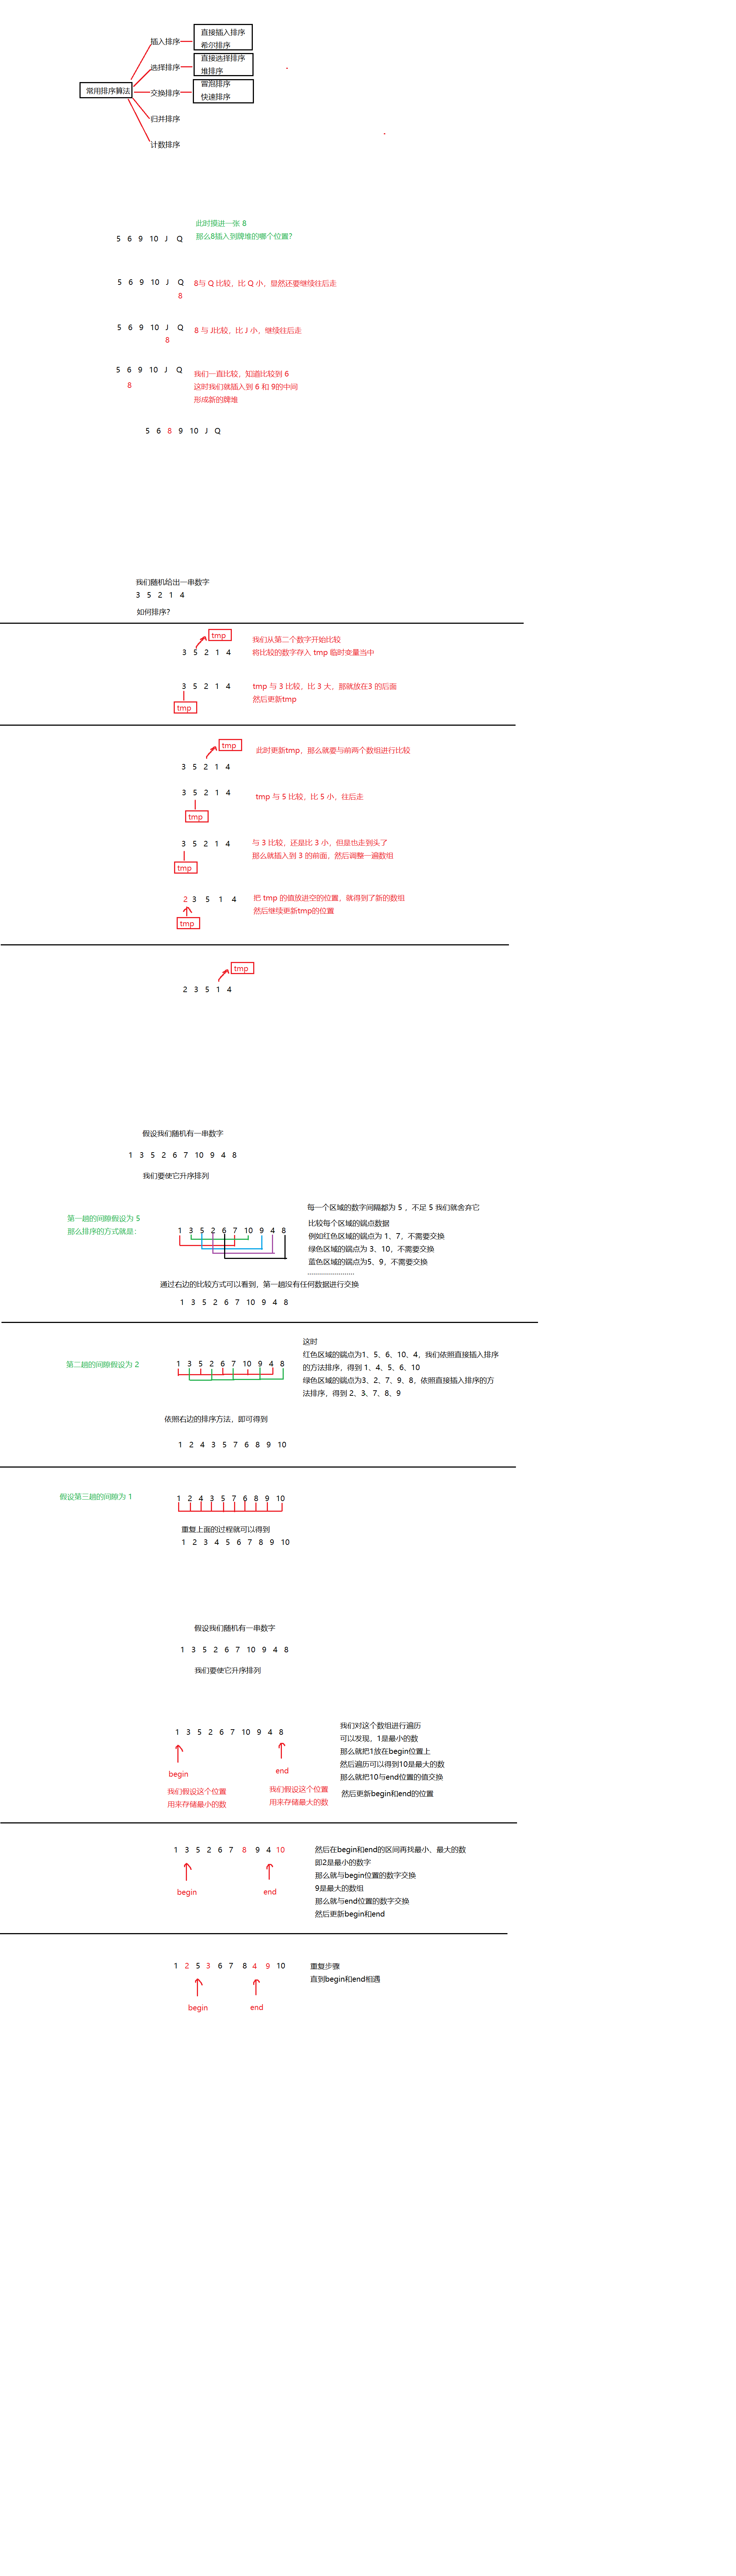 常用排序算法
插入排序
直接插入排序
希尔排序
选择排序
直接选择排序
堆排序
交换排序
冒泡排序
快速排序
归并排序
计数排序
此时摸进一张 8
那么8插入到牌堆的哪个位置?
5 6 9 10 J Q
5 6 9 10 J Q
8
8与 Q 比较，比 Q 小，显然还要继续往后走
5 6 9 10 J Q
8
8 与 J比较，比 J 小，继续往后走
5 6 9 10 J Q
8
我们一直比较，知道比较到 6
这时我们就插入到 6 和 9的中间
形成新的牌堆
5 6 8 9 10 J Q
我们随机给出一串数字
3 5 2 1 4
如何排序？
tmp
3 5 2 1 4
我们从第二个数字开始比较
将比较的数字存入 tmp 临时变量当中
3 5 2 1 4
tmp
tmp 与 3 比较，比 3 大，那就放在3 的后面
然后更新tmp
tmp
3 5 2 1 4
此时更新tmp，那么就要与前两个数组进行比较
3 5 2 1 4
tmp
tmp 与 5 比较，比 5 小，往后走
3 5 2 1 4
tmp
与 3 比较，还是比 3 小，但是也走到头了
那么就插入到 3 的前面，然后调整一遍数组
2 3 5 1 4
tmp
把 tmp 的值放进空的位置，就得到了新的数组
然后继续更新tmp的位置
tmp
2 3 5 1 4
假设我们随机有一串数字
1 3 5 2 6 7 10 9 4 8
我们要使它升序排列
第一趟的间隙假设为 5
那么排序的方式就是：
1 3 5 2 6 7 10 9 4 8
每一个区域的数字间隔都为 5 ，不足 5 我们就舍弃它
比较每个区域的端点数据
例如红色区域的端点为 1、7，不需要交换
绿色区域的端点为 3、10，不需要交换
蓝色区域的端点为5、9，不需要交换
........................
通过右边的比较方式可以看到，第一趟没有任何数据进行交换
1 3 5 2 6 7 10 9 4 8
第二趟的间隙假设为 2
1 3 5 2 6 7 10 9 4 8
这时
红色区域的端点为1、5、6、10、4，我们依照直接插入排序
的方法排序，得到 1、4、5、6、10
绿色区域的端点为3、2、7、9、8，依照直接插入排序的方
法排序，得到 2、3、7、8、9
依照右边的排序方法，即可得到
1 2 4 3 5 7 6 8 9 10
假设第三趟的间隙为 1
1 2 4 3 5 7 6 8 9 10
重复上面的过程就可以得到
1 2 3 4 5 6 7 8 9 10
假设我们随机有一串数字
1 3 5 2 6 7 10 9 4 8
我们要使它升序排列
1 3 5 2 6 7 10 9 4 8
begin
end
我们假设这个位置
用来存储最小的数
我们假设这个位置
用来存储最大的数
我们对这个数组进行遍历
可以发现，1是最小的数
那么就把1放在begin位置上
然后遍历可以得到10是最大的数
那么就把10与end位置的值交换
然后更新begin和end的位置
1 3 5 2 6 7 8 9 4 10
begin
end
然后在begin和end的区间再找最小、最大的数
即2是最小的数字
那么就与begin位置的数字交换
9是最大的数组
那么就与end位置的数字交换
然后更新begin和end
1 2 5 3 6 7 8 4 9 10
begin
end
重复步骤
直到begin和end相遇